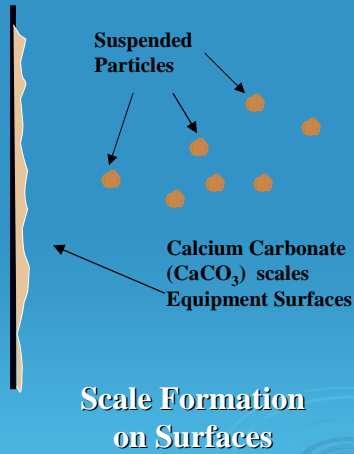 Suspended
Particles
Calcium Carbonate
(CaCO₃) scales
Equipment Surfaces
Scale Formation
on Surfaces